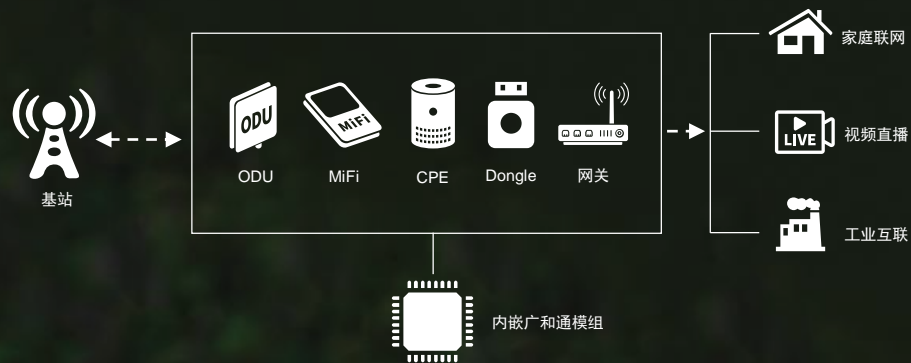 基站
ODU
MiFi
ODU
MiFi
CPE
Dongle
网关
家庭联网
LIVE
视频直播
工业互联
内嵌广和通模组